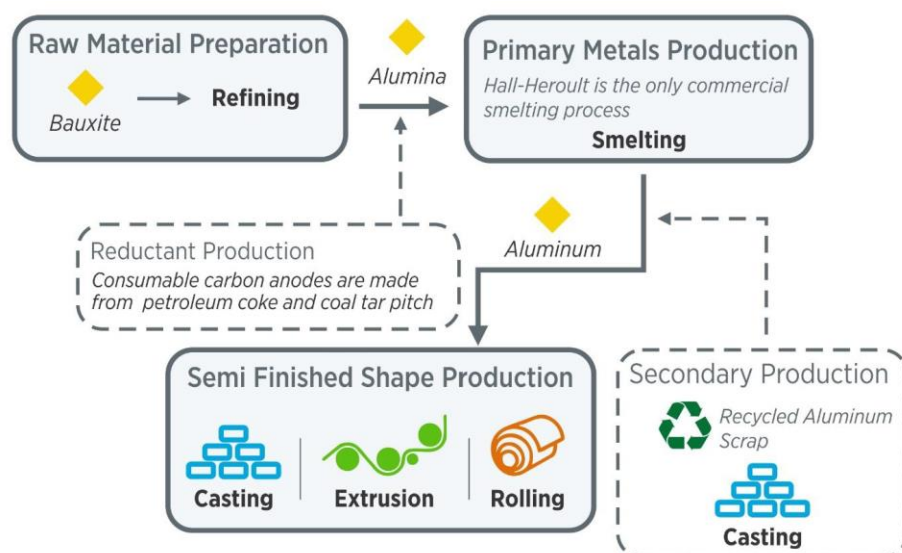 Raw Material Preparation
Bauxite
Refining
Alumina
Primary Metals Production
Hall-Heroult is the only commercial
smelting process
Smelting
Reductant Production
Consumable carbon anodes are made
from petroleum coke and coal tar pitch
Aluminum
Semi Finished Shape Production
Casting
Extrusion
Rolling
Secondary Production
Recycled Aluminum
Scrap
Casting